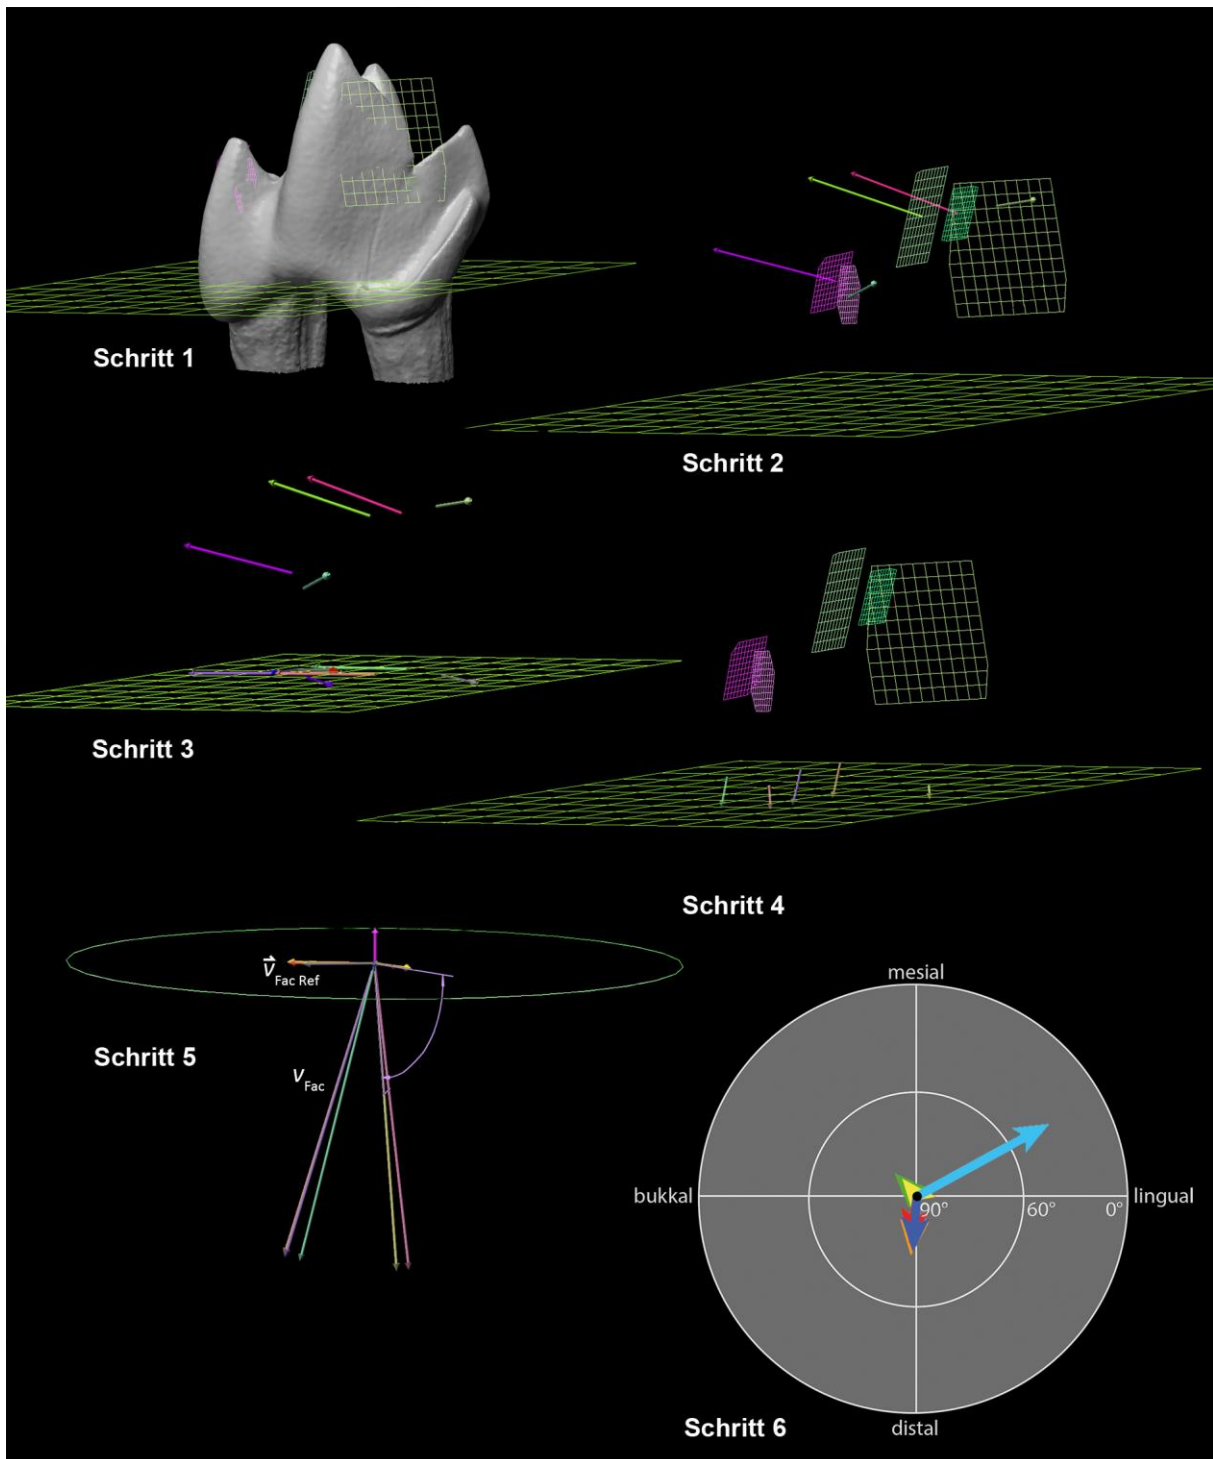 Schritt 1
Schritt 2
Schritt 3
Schritt 4
v⃗ Fac Ref
Schritt 5
V Fac
mesial
bukkal
90°
60°
0°
lingual
distal
Schritt 6